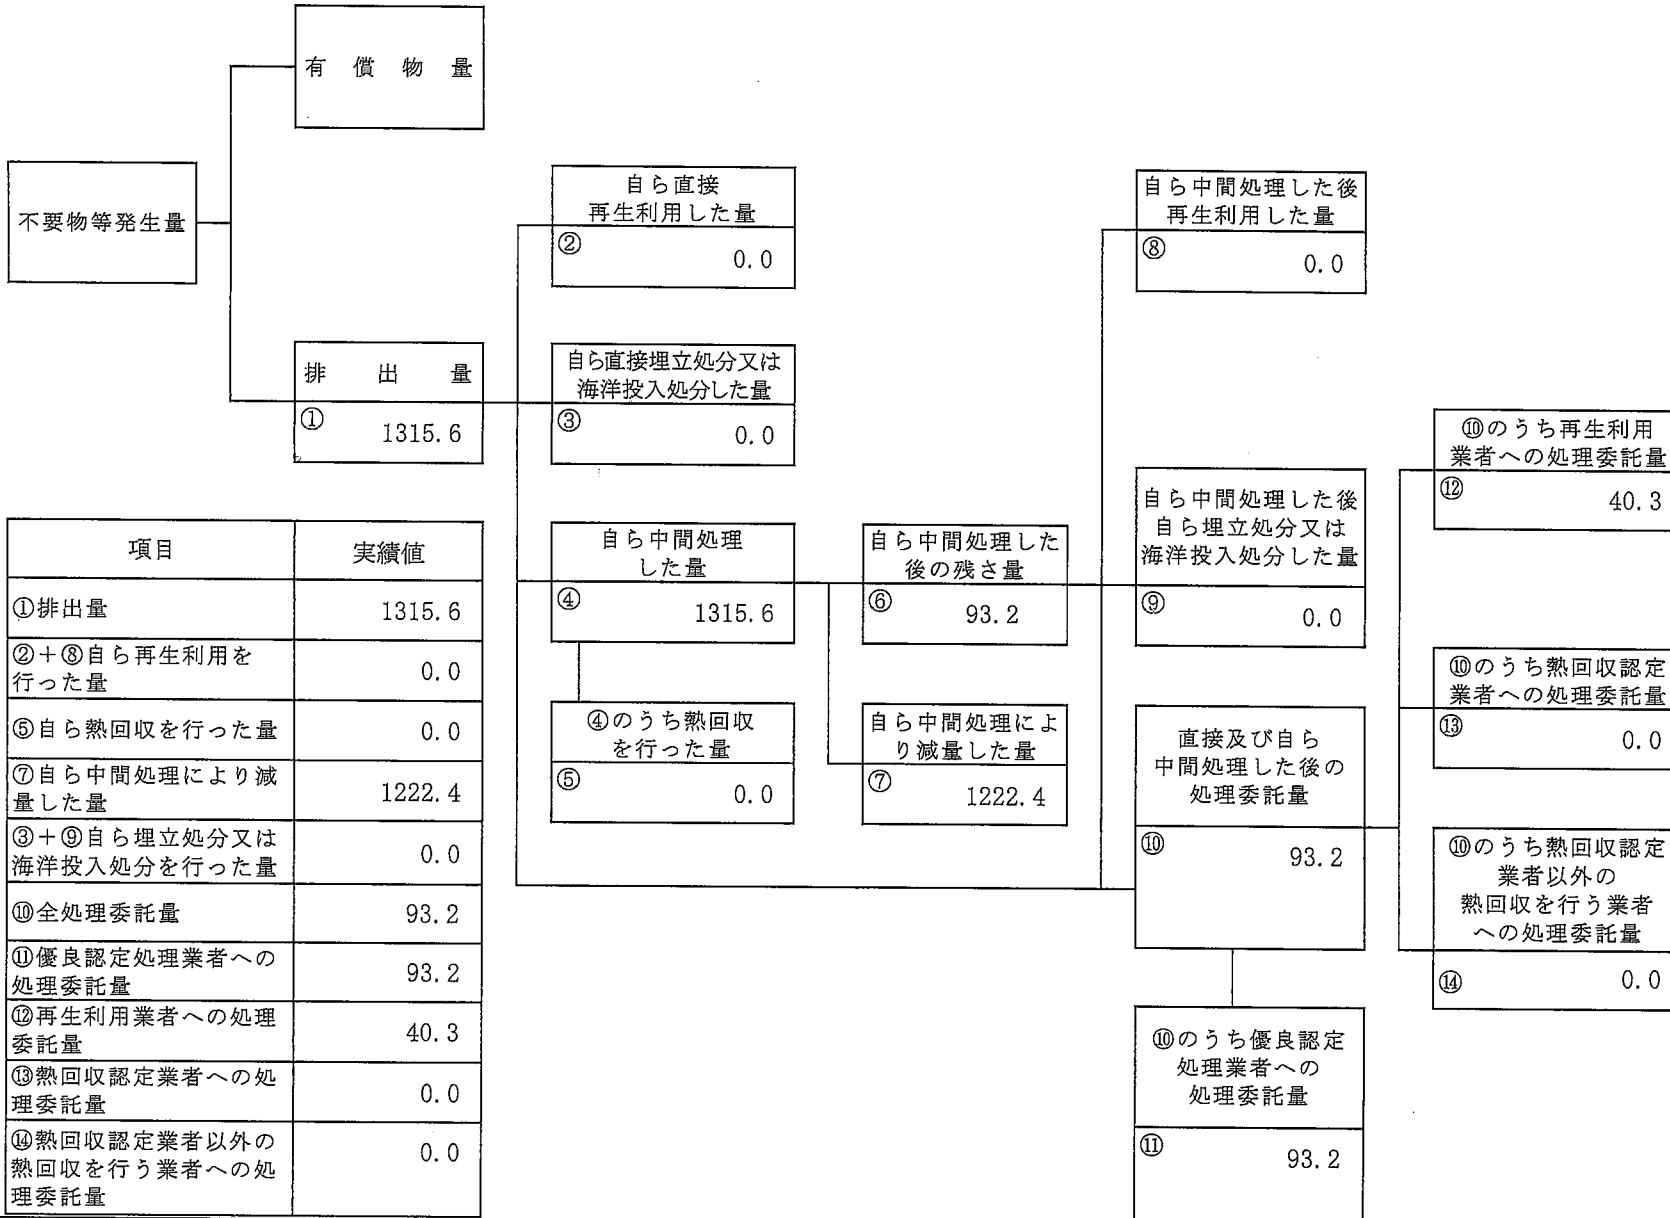 有償物量
不要物等発生量
排出量
① 1315.6
自ら直接
再生利用した量
② 0.0
自ら直接埋立処分又は
海洋投入処分した量
③ 0.0
自ら中間処理
した量
④ 1315.6
④のうち熱回収
を行った量
⑤ 0.0
自ら中間処理した
後の残さ量
⑥ 93.2
自ら中間処理によ
り減量した量
⑦ 1222.4
自ら中間処理した後
再生利用した量
⑧ 0.0
自ら中間処理した後
自ら埋立処分又は
海洋投入処分した量
⑨ 0.0
直接及び自ら
中間処理した後の
処理委託量
⑩ 93.2
⑩のうち優良認定
処理業者への
処理委託量
⑪ 93.2
⑩のうち再生利用
業者への処理委託量
⑫ 40.3
⑩のうち熱回収認定
業者への処理委託量
⑬ 0.0
⑩のうち熱回収認定
業者以外の
熱回収を行う業者
への処理委託量
⑭ 0.0
項目 実績値
①排出量 1315.6
②+⑧自ら再生利用を
行った量 0.0
⑤自ら熱回収を行った量 0.0
⑦自ら中間処理により減
量した量 1222.4
③+⑨自ら埋立処分又は
海洋投入処分を行った量 0.0
⑩全処理委託量 93.2
⑪優良認定処理業者への
処理委託量 93.2
⑫再生利用業者への処理
委託量 40.3
⑬熱回収認定業者への処
理委託量 0.0
⑭熱回収認定業者以外の
熱回収を行う業者への処
理委託量 0.0